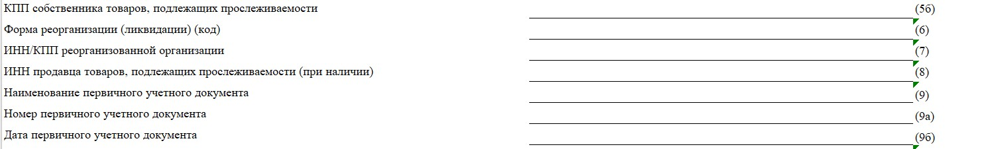 КПП собственника товаров, подлежащих прослеживаемости (5б)
Форма реорганизации (ликвидации) (код) (6)
ИНН/КПП реорганизованной организации (7)
ИНН продавца товаров, подлежащих прослеживаемости (при наличии) (8)
Наименование первичного учетного документа (9)
Номер первичного учетного документа (9а)
Дата первичного учетного документа (9б)